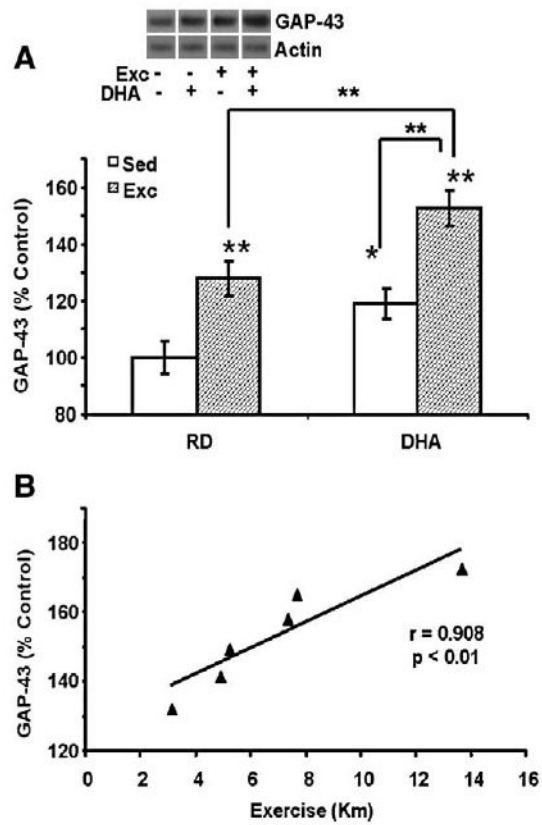 GAP-43
A
Actin
Exc - - + +
DHA - + - +
**
**
Sed
Exc
**
*
**
160
140
120
100
80
GAP-43 (% Control)
RD DHA
B
180
160
140
120
GAP-43 (% Control)
r = 0.908
p < 0.01
0 2 4 6 8 10 12 14 16
Exercise (Km)